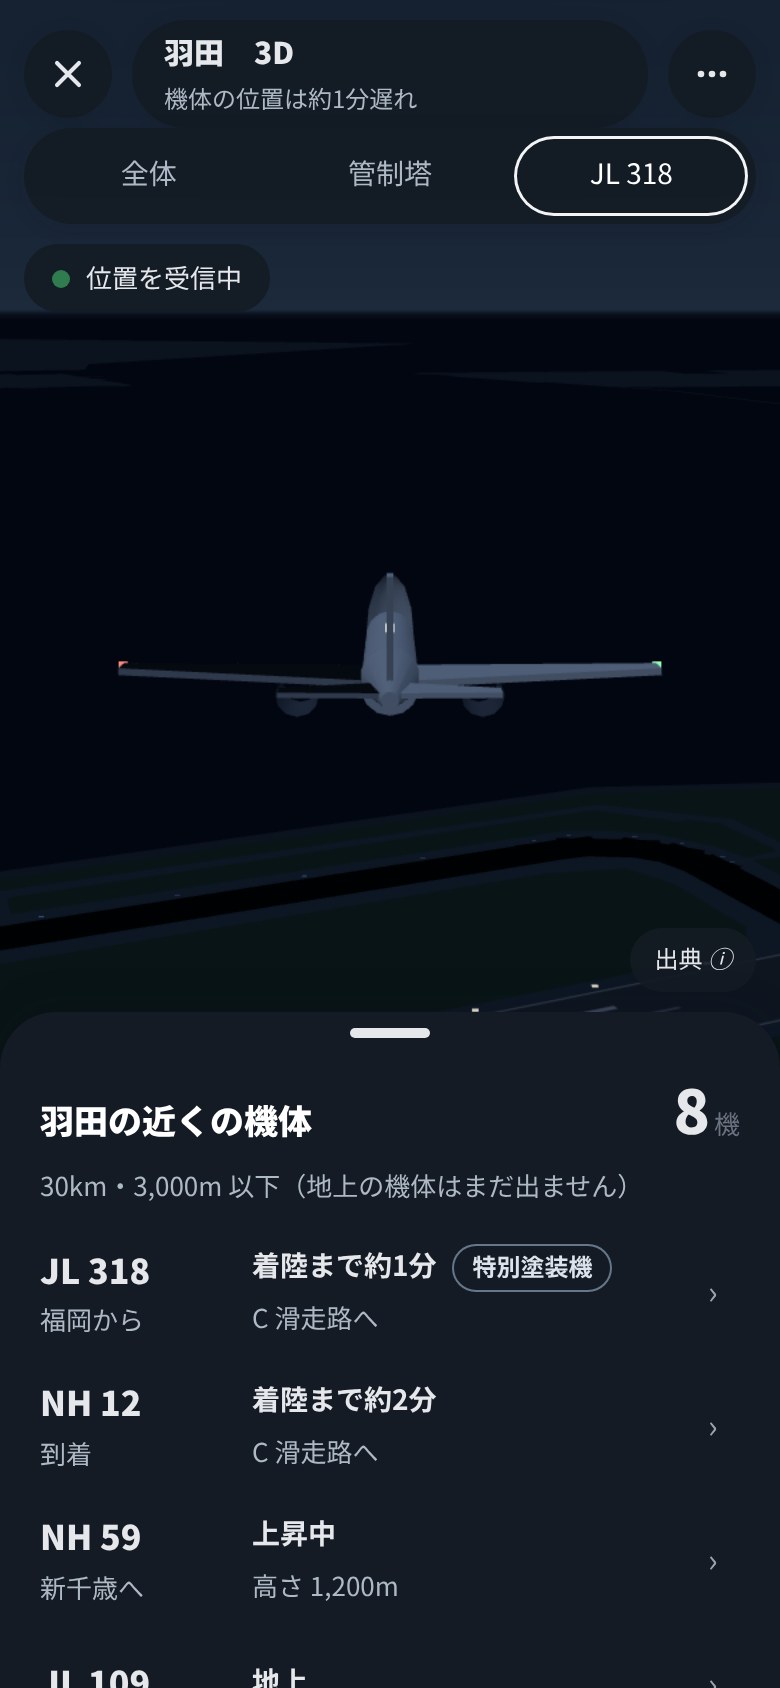 羽田 3D
機体の位置は約1分遅れ
全体
管制塔
JL 318
位置を受信中
出典 ⓘ
羽田の近くの機体
8機
30km・3,000m 以下（地上の機体はまだ出ません）
JL 318
着陸まで約1分
特別塗装機
福岡から
C 滑走路へ
NH 12
着陸まで約2分
到着
C 滑走路へ
NH 59
上昇中
新千歳へ
高さ 1,200m
JL 109
地上